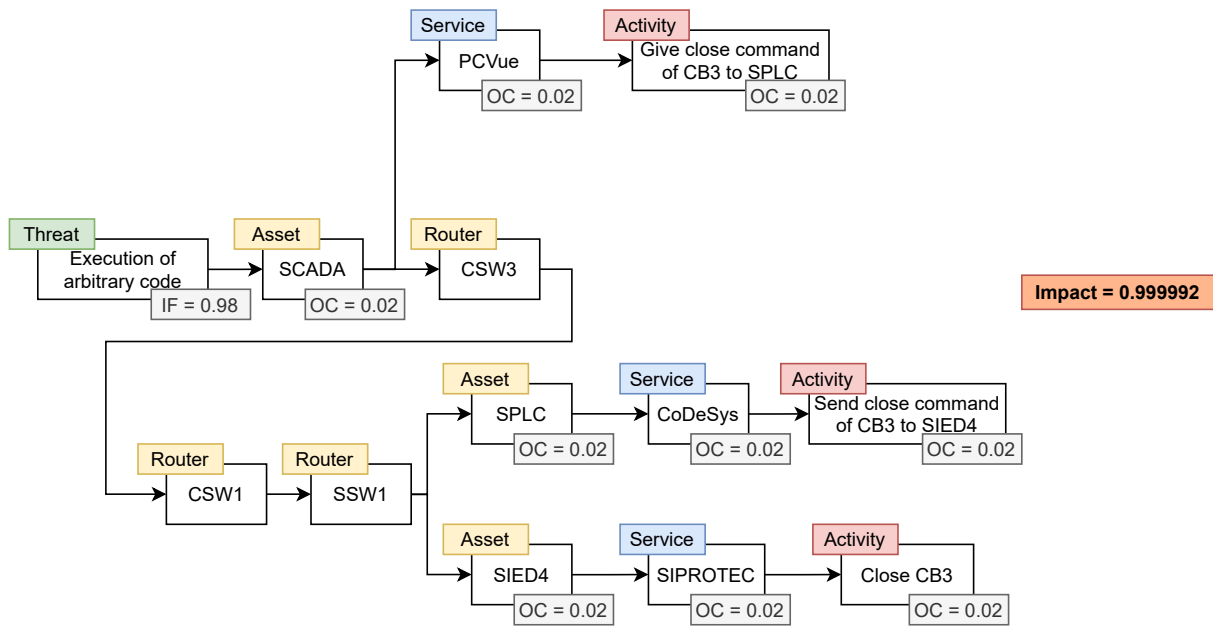 Service
PCVue
OC = 0.02
Activity
Give close command
of CB3 to SPLC
OC = 0.02
Threat
Execution of
arbitrary code
IF = 0.98
Asset
SCADA
OC = 0.02
Router
CSW3
Impact = 0.999992
Asset
SPLC
OC = 0.02
Service
CoDeSys
OC = 0.02
Activity
Send close command
of CB3 to SIED4
OC = 0.02
Router
CSW1
Router
SSW1
Asset
SIED4
OC = 0.02
Service
SIPROTEC
OC = 0.02
Activity
Close CB3
OC = 0.02